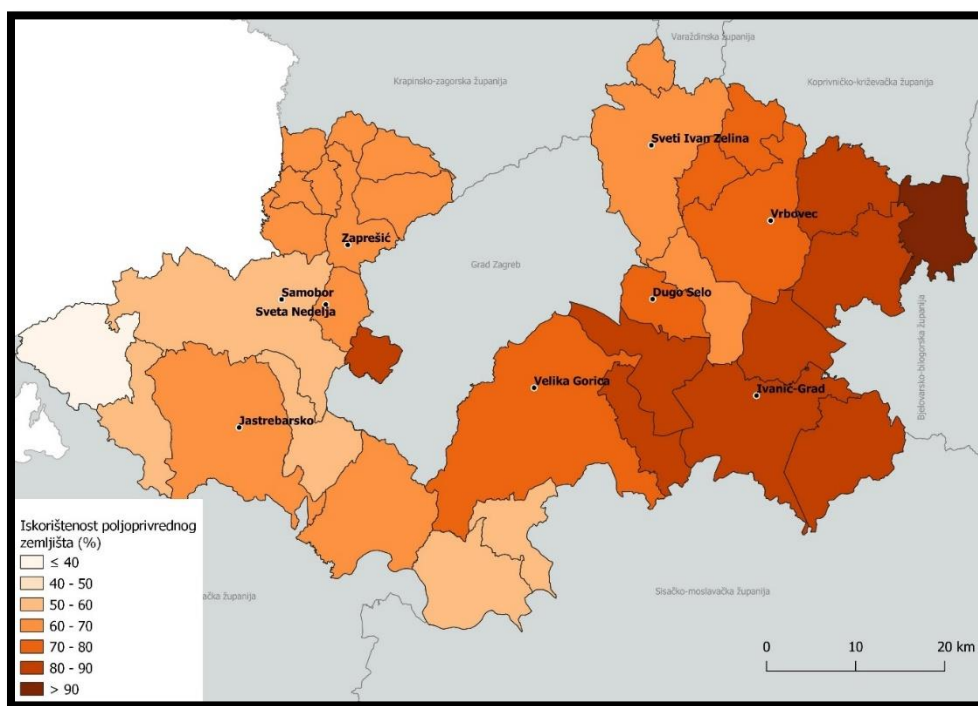 Varaždinska županija
Krapinsko-zagorska županija
Koprivničko-križevačka županija
Sveti Ivan Zelina
Vrbovec
Zaprešić
Grad Zagreb
Samobor
Sveta Nedelja
Dugo Selo
Bjelovarsko-bilogorska županija
Velika Gorica
Ivanić-Grad
Jastrebarsko
Iskorištenost poljoprivrednog
zemljišta (%)
≤ 40
40 - 50
50 - 60
60 - 70
70 - 80
80 - 90
> 90
županija
Sisačko-moslavačka županija
0 10 20 km